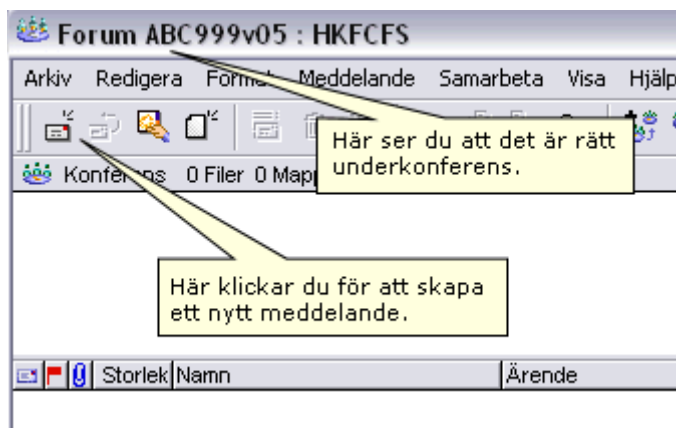 Forum ABC999v05 : HKFCFS
Arkiv Redigera Format Meddelande Samarbeta Visa Hjälp
Här ser du att det är rätt
underkonferens.
Konferens 0 Filer 0 Mapp
Här klickar du för att skapa
ett nytt meddelande.
Storlek Namn Ärende